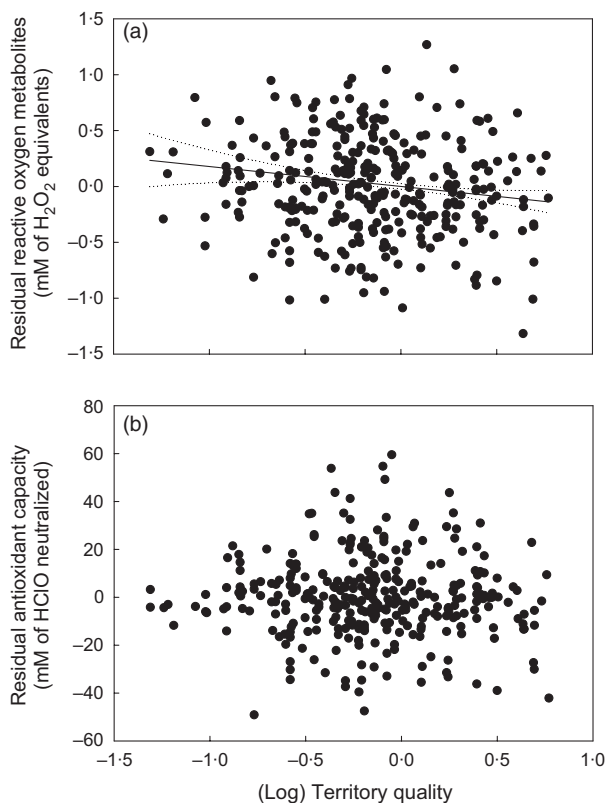 (a)
Residual reactive oxygen metabolites
(mM of H₂O₂ equivalents)
1·5
1·0
0·5
0·0
–0·5
–1·0
–1·5
(b)
Residual antioxidant capacity
(mM of HClO neutralized)
80
60
40
20
0
–20
–40
–60
–1·5 –1·0 –0·5 0·0 0·5 1·0
(Log) Territory quality